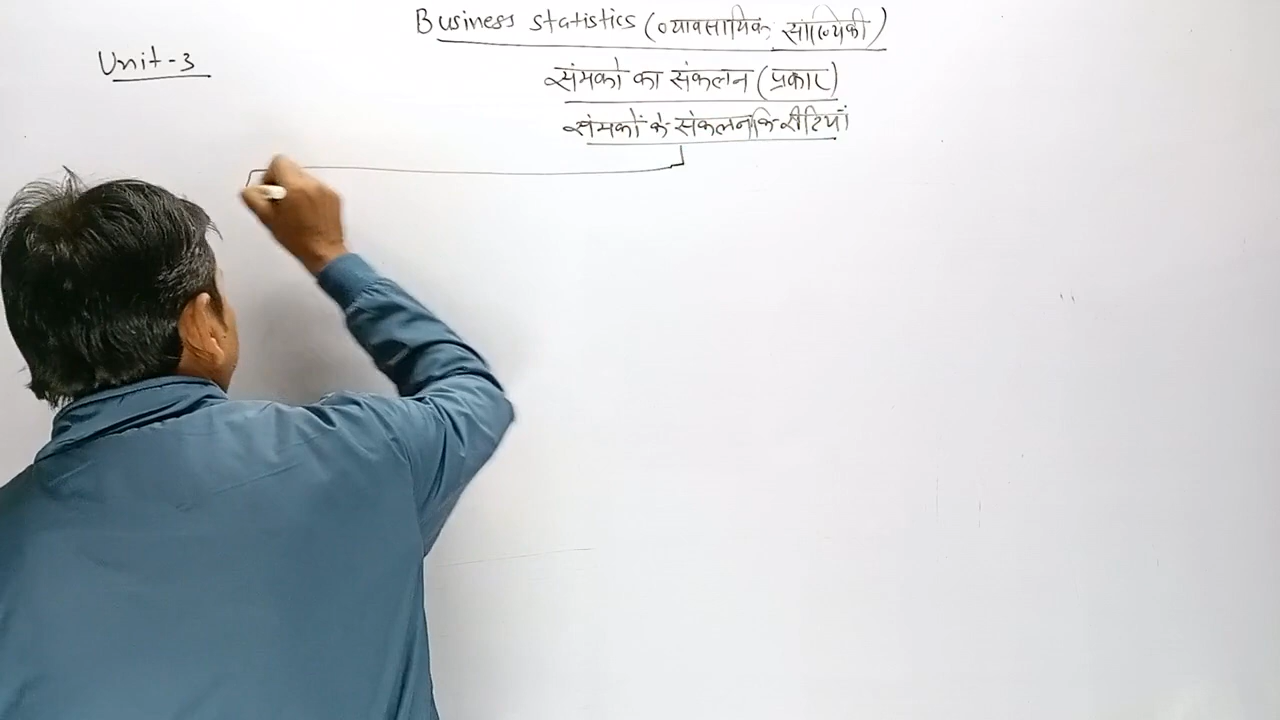 Business statistics (व्यावसायिक सांख्यिकी)
Unit-3
संमको का संकलन (प्रकार)
संमकों के संकलन कि रीतियाँ